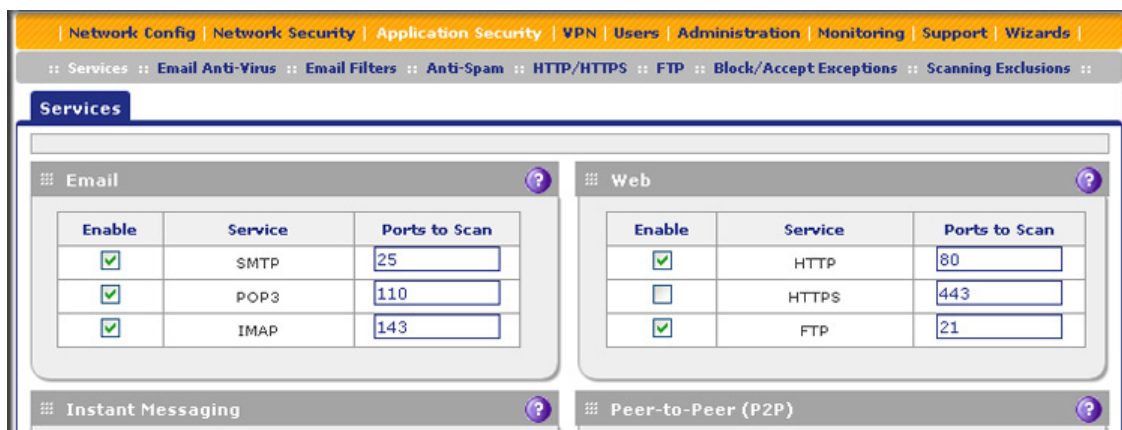 | Network Config | Network Security | Application Security | VPN | Users | Administration | Monitoring | Support | Wizards |
:: Services :: Email Anti-Virus :: Email Filters :: Anti-Spam :: HTTP/HTTPS :: FTP :: Block/Accept Exceptions :: Scanning Exclusions ::
Services
Email ?
Enable Service Ports to Scan
SMTP 25
POP3 110
IMAP 143
Web ?
Enable Service Ports to Scan
HTTP 80
HTTPS 443
FTP 21
Instant Messaging ?
Peer-to-Peer (P2P) ?